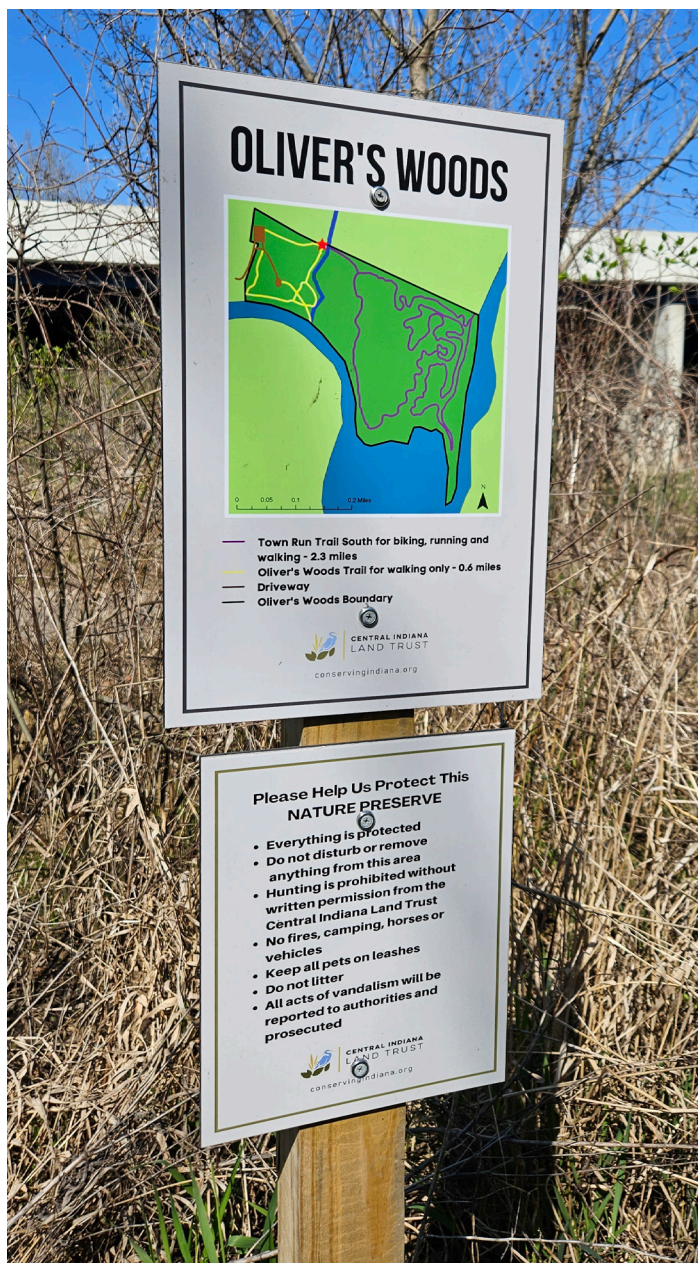 OLIVER'S WOODS
N
0 0.05 0.1 0.2 Miles
Town Run Trail South for biking, running and
walking - 2.3 miles
Oliver's Woods Trail for walking only - 0.6 miles
Driveway
Oliver's Woods Boundary
CENTRAL INDIANA
LAND TRUST
conservingindiana.org
Please Help Us Protect This
NATURE PRESERVE
• Everything is protected
• Do not disturb or remove
anything from this area
• Hunting is prohibited without
written permission from the
Central Indiana Land Trust
• No fires, camping, horses or
vehicles
• Keep all pets on leashes
• Do not litter
• All acts of vandalism will be
reported to authorities and
prosecuted
CENTRAL INDIANA
LAND TRUST
conservingindiana.org